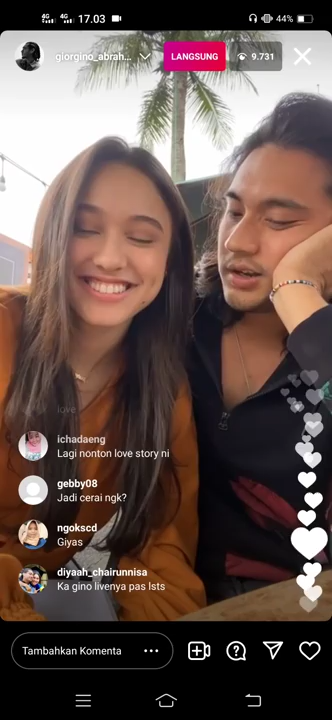 4G 4G 17.03 44%
giorgino_abrah... LANGSUNG 9.731
love
ichadaeng
Lagi nonton love story ni
gebby08
Jadi cerai ngk?
ngokscd
Giyas
diyaah_chairunnisa
Ka gino livenya pas lsts
Tambahkan Komenta